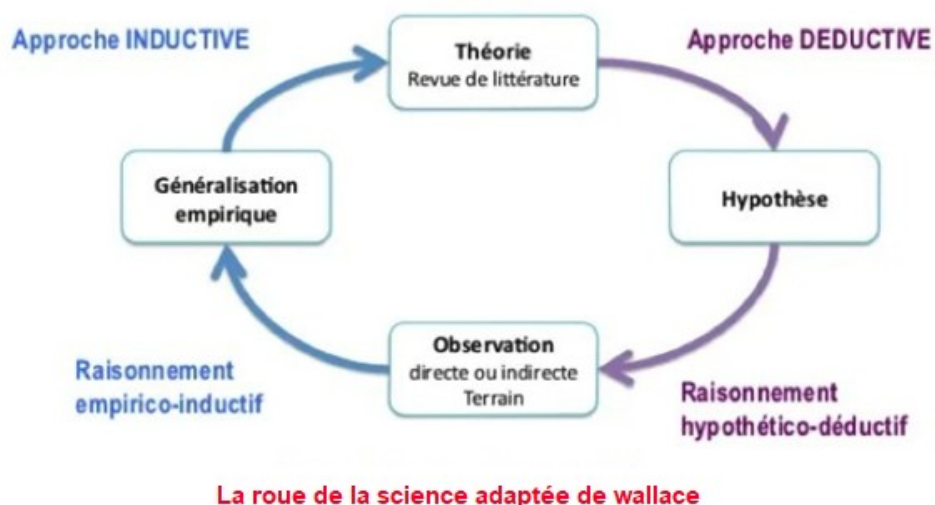 Approche INDUCTIVE
Théorie
Revue de littérature
Approche DEDUCTIVE
Généralisation
empirique
Hypothèse
Observation
directe ou indirecte
Terrain
Raisonnement
empirico-inductif
Raisonnement
hypothético-déductif
La roue de la science adaptée de wallace